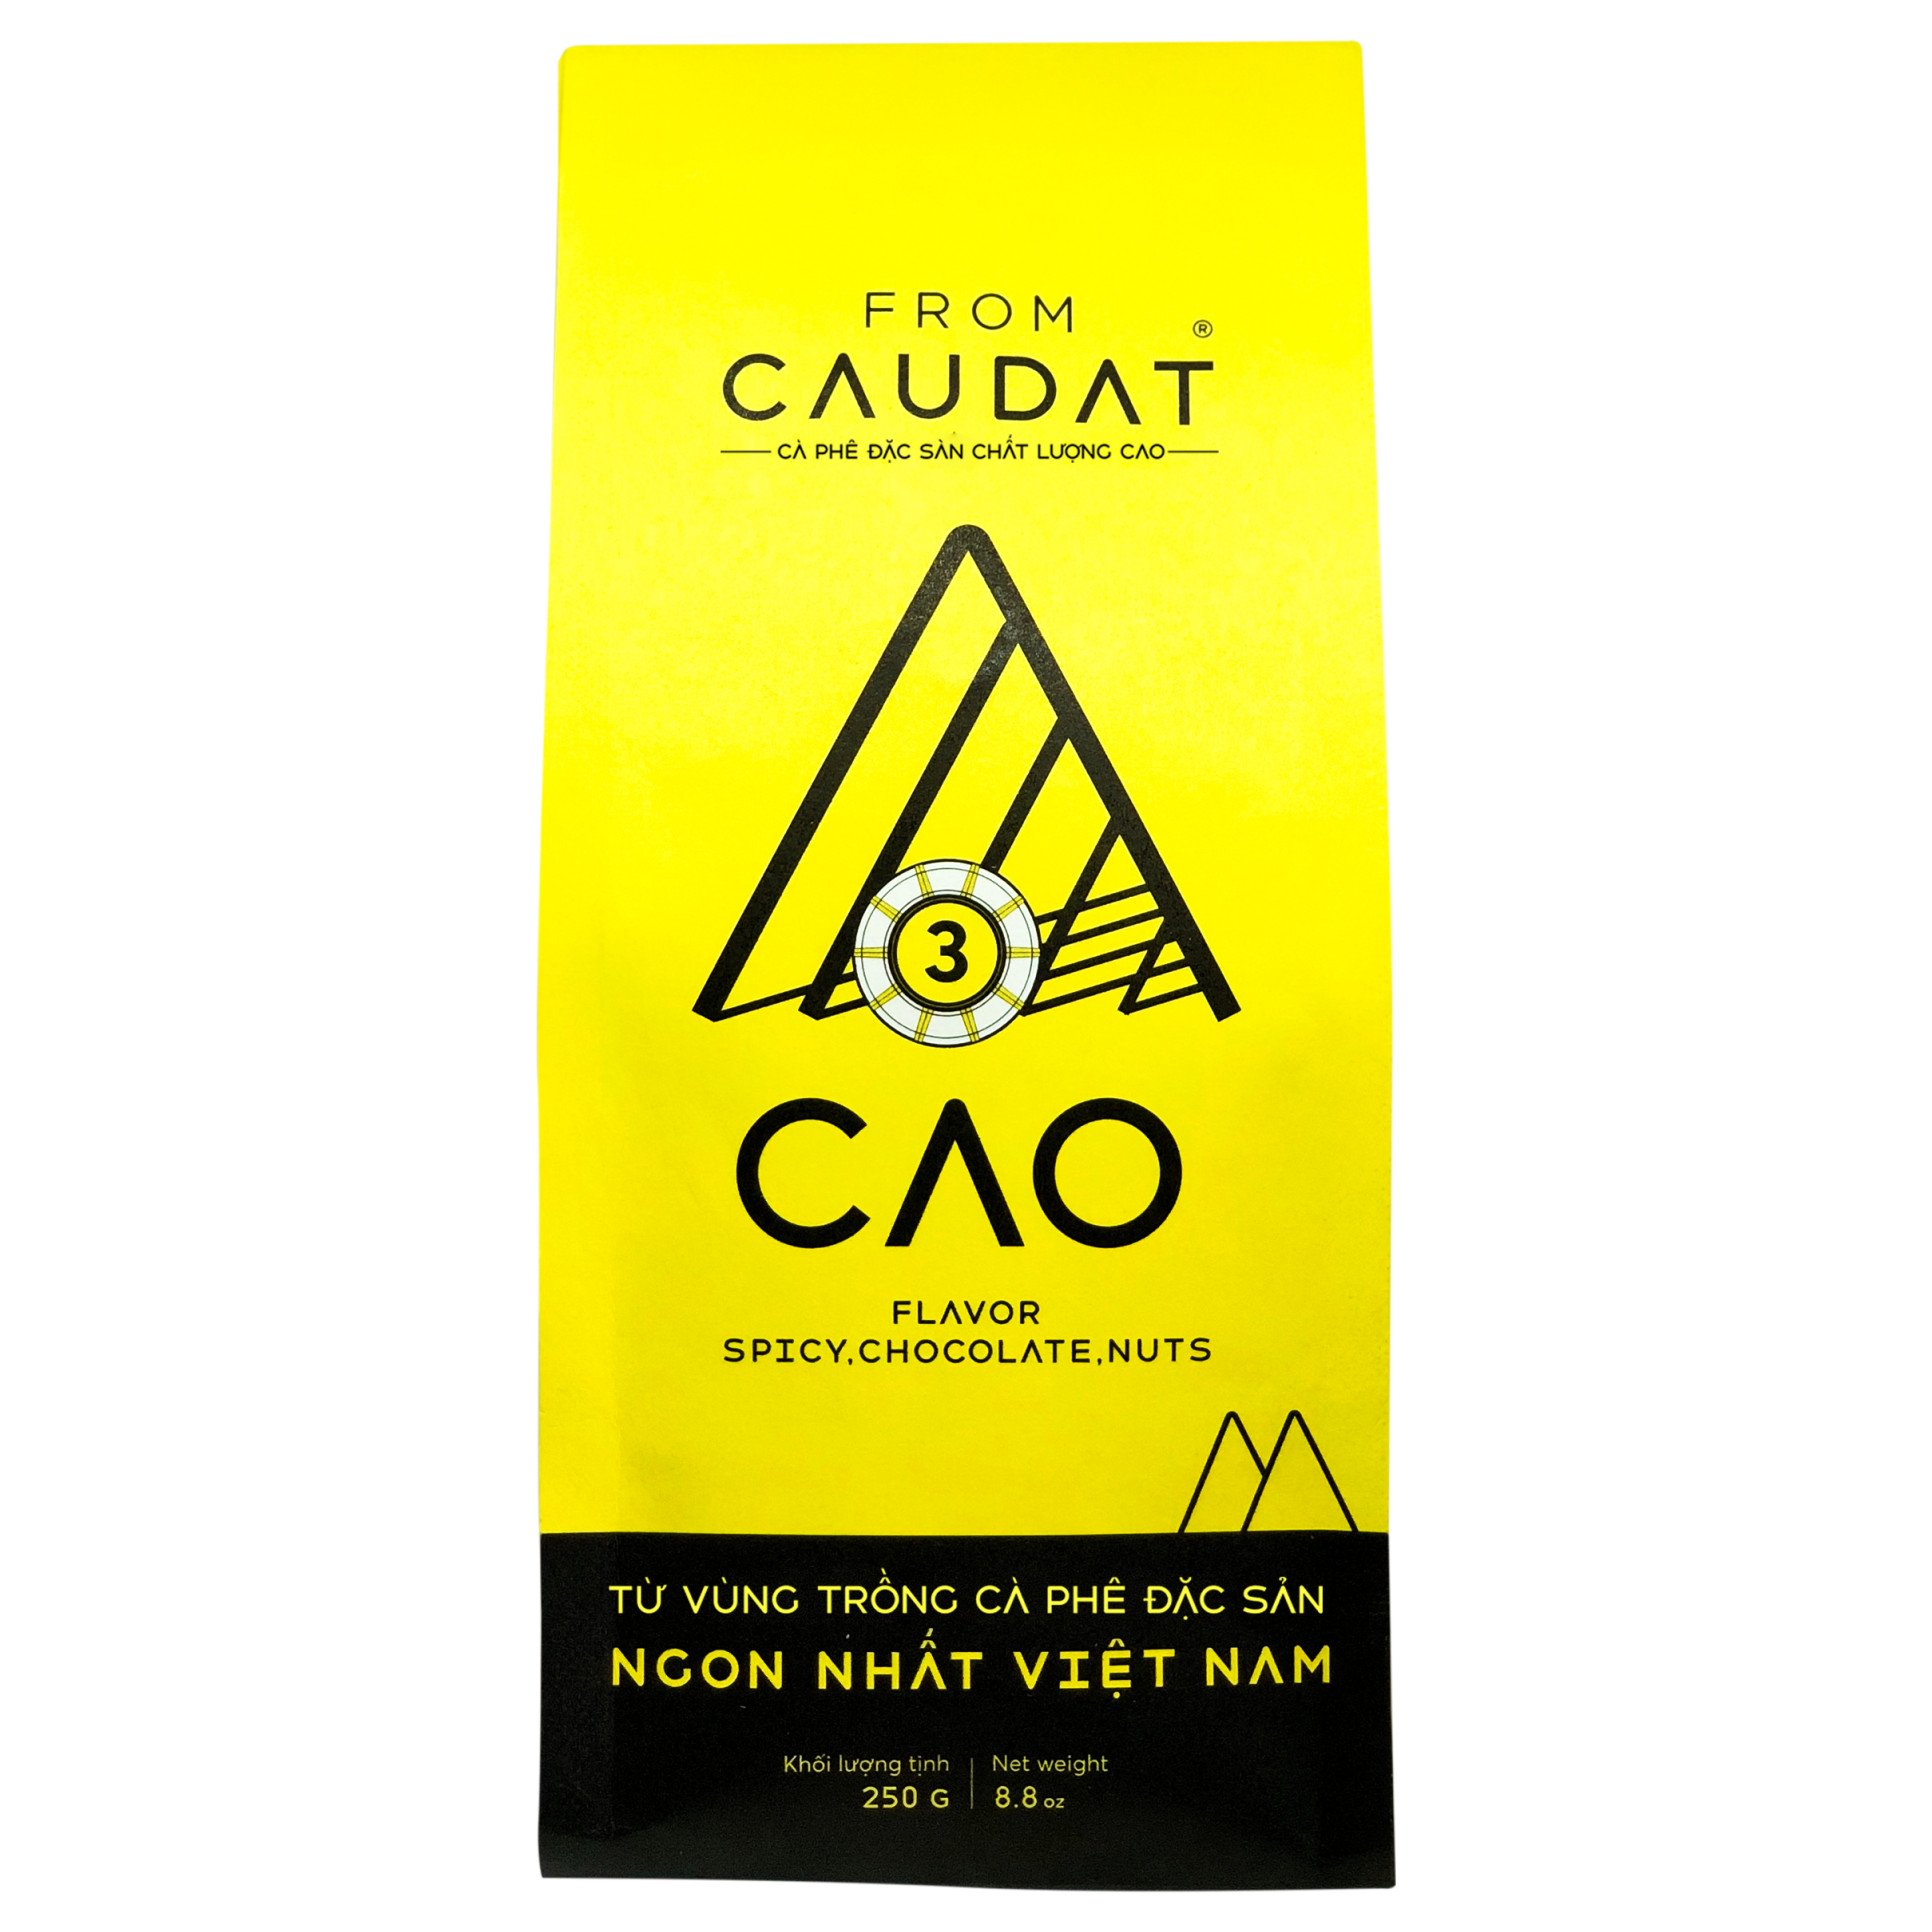 FROM
CAUDAT®
CÀ PHÊ ĐẶC SÀN CHẤT LƯỢNG CAO
3
CAO
FLAVOR
SPICY,CHOCOLATE,NUTS
TỪ VÙNG TRỒNG CÀ PHÊ ĐẶC SẢN
NGON NHẤT VIỆT NAM
Khối lượng tịnh | Net weight
250 G | 8.8 oz